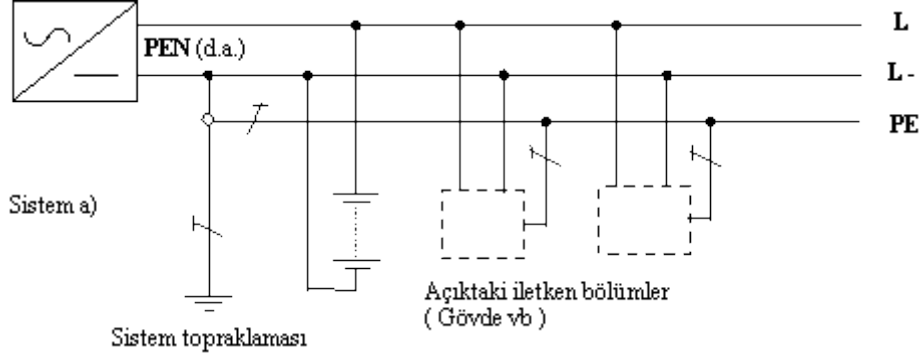 L
PEN (d.a.)
L -
PE
Sistem a)
Açıktaki iletken bölümler
( Gövde vb )
Sistem topraklaması